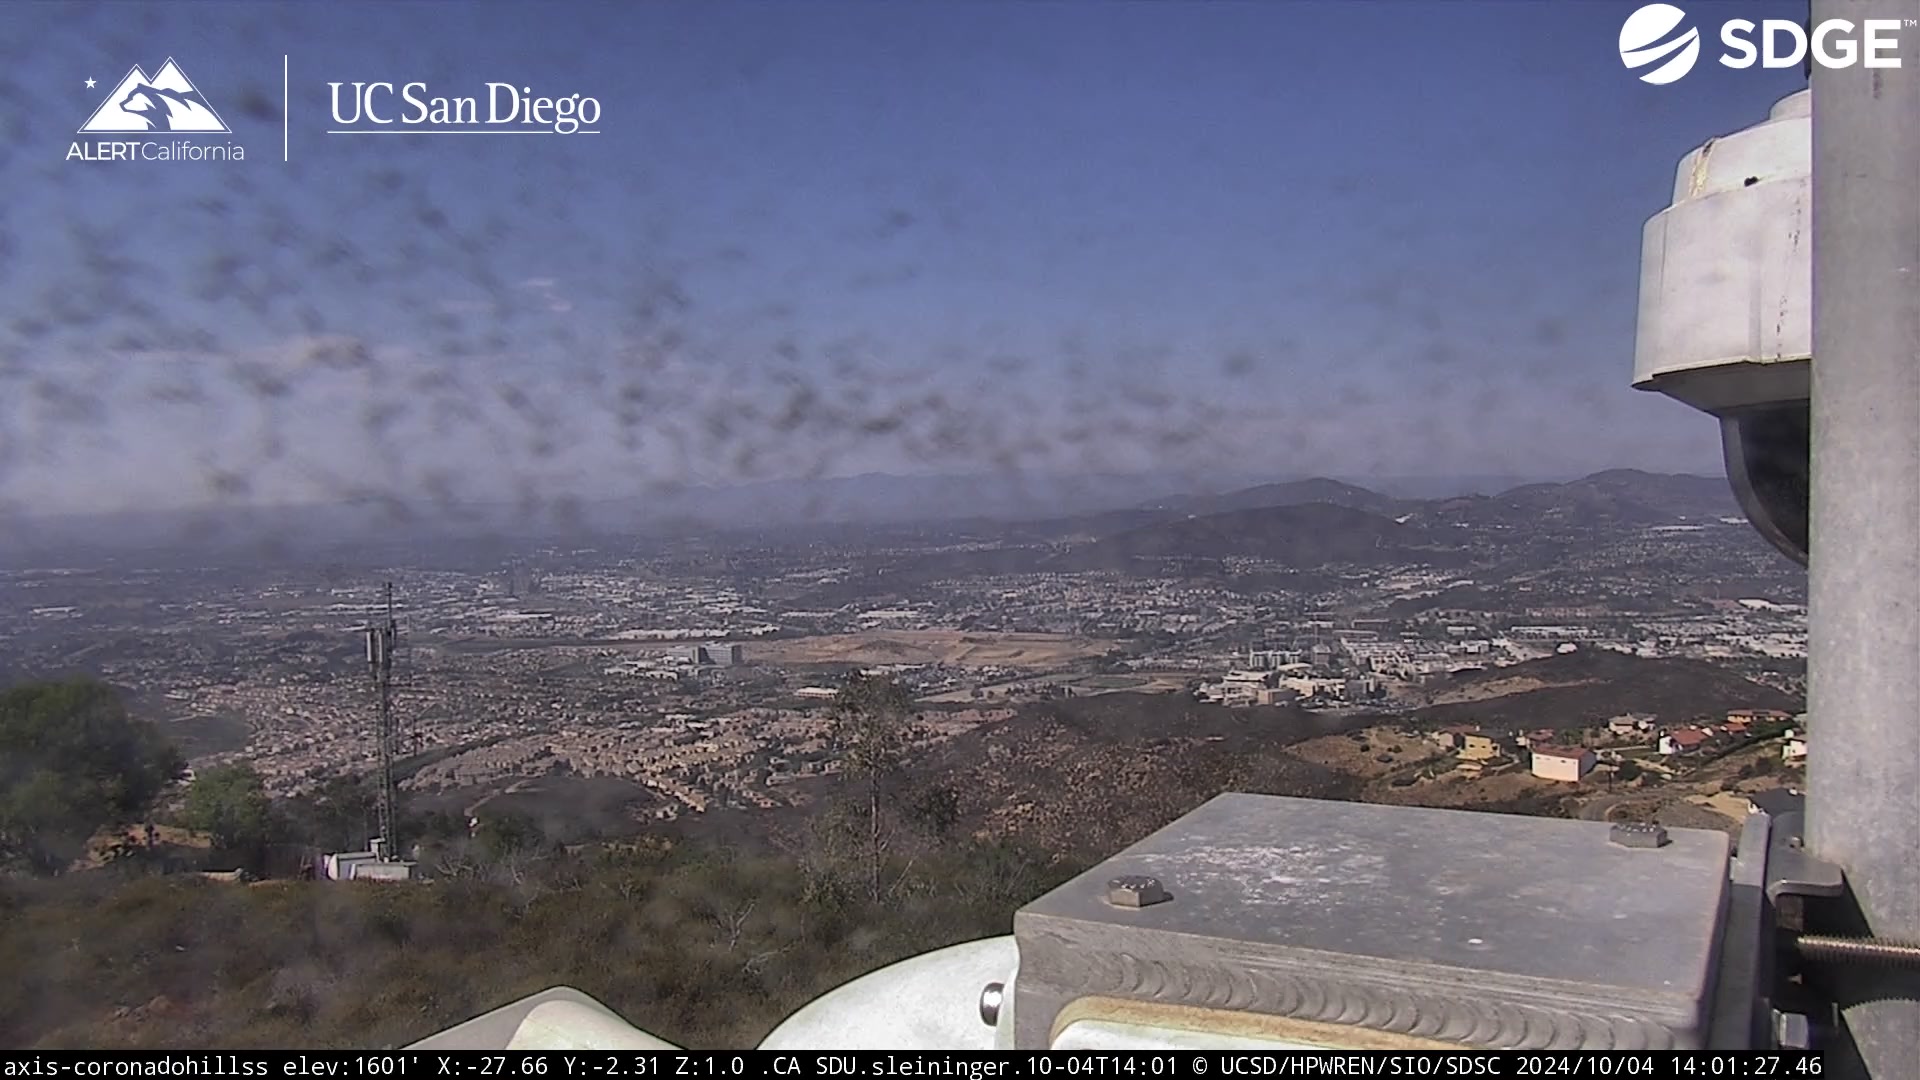 ALERTCalifornia
UC San Diego
SDGE™
axis-coronadohillss elev:1601' X:-27.66 Y:-2.31 Z:1.0 .CA SDU.sleininger.10-04T14:01 © UCSD/HPWREN/SIO/SDSC 2024/10/04 14:01:27.46